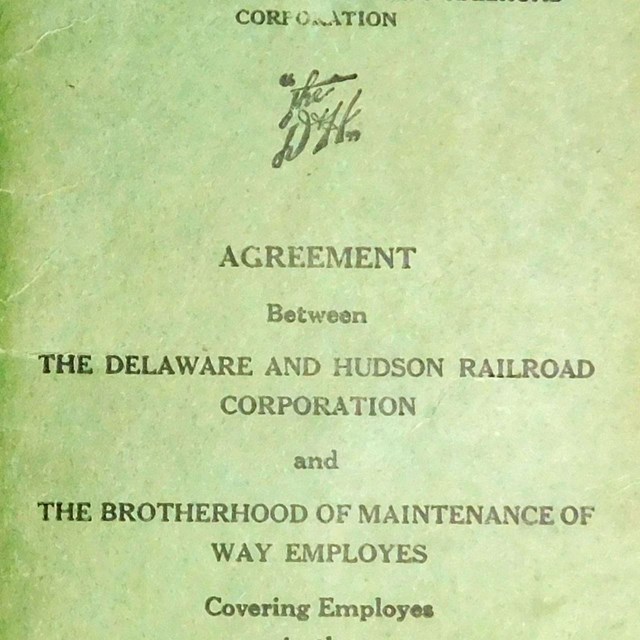 CORPORATION
"The
D&H"
AGREEMENT
Between
THE DELAWARE AND HUDSON RAILROAD
CORPORATION
and
THE BROTHERHOOD OF MAINTENANCE OF
WAY EMPLOYES
Covering Employes